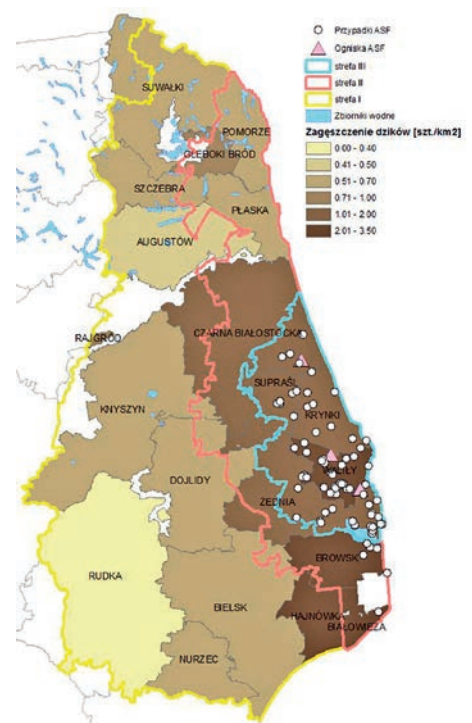 Przypadki ASF
Ogniska ASF
strefa III
strefa II
strefa I
Zbiorniki wodne
Zagęszczenie dzików [szt./km2]
0.00 - 0.40
0.41 - 0.50
0.51 - 0.70
0.71 - 1.00
1.01 - 2.00
2.01 - 3.50
SUWAŁKI
POMORZE
GŁĘBOKI BRÓD
SZCZEBRA
PŁASKA
AUGUSTÓW
CZARNA BIAŁOSTOCKA
RAJGRÓD
SUPRAŚL
KNYSZYN
KRYNKI
WALIŁY
DOJLIDY
ŻEDNIA
BROWSK
RUDKA
BIELSK
HAJNÓWKA
BIAŁOWIEŻA
NURZEC